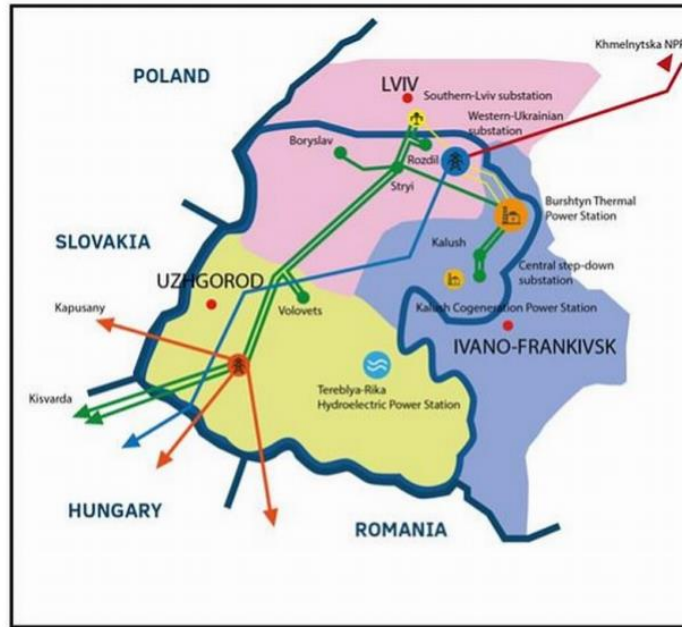 Khmelnytska NPP
POLAND
LVIV
Southern-Lviv substation
Western-Ukrainian
substation
Boryslav
Rozdil
Stryi
Burshtyn Thermal
Power Station
SLOVAKIA
Kalush
Central step-down
substation
UZHGOROD
Kapusany
Volovets
Kalush Cogeneration Power Station
IVANO-FRANKIVSK
Kisvarda
Tereblya-Rika
Hydroelectric Power Station
HUNGARY
ROMANIA